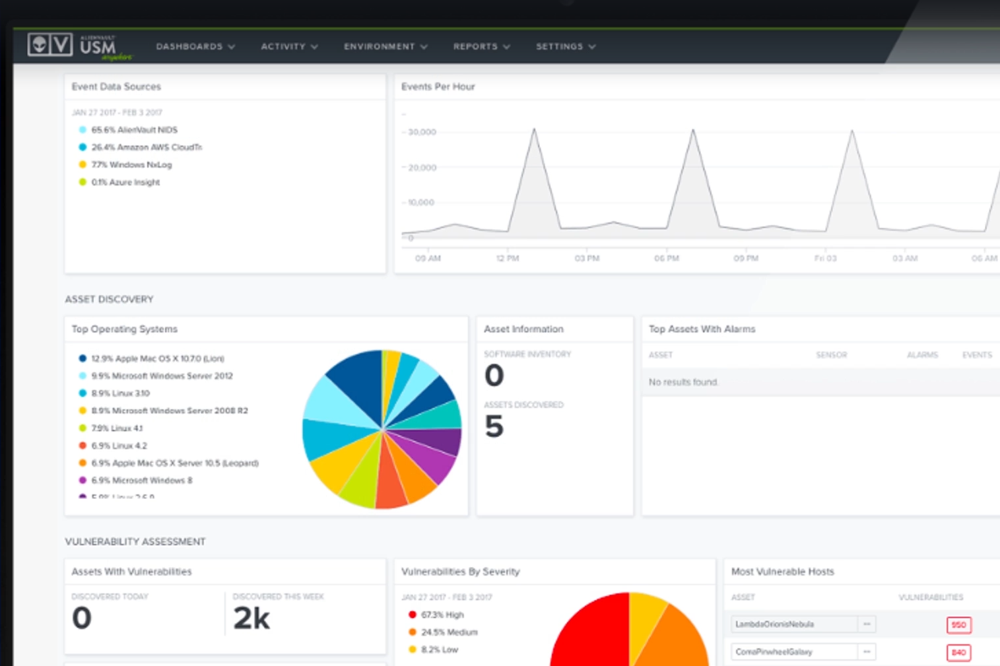 ALIENVAULT
USM
anywhere
DASHBOARDS
ACTIVITY
ENVIRONMENT
REPORTS
SETTINGS
Event Data Sources
JAN 27 2017 - FEB 3 2017
65.6% AlienVault NIDS
26.4% Amazon AWS CloudTr
7.7% Windows NxLog
0.1% Azure Insight
Events Per Hour
30,000
20,000
10,000
0
09 AM
12 PM
03 PM
06 PM
09 PM
Fri 03
03 AM
06 AM
ASSET DISCOVERY
Top Operating Systems
12.9% Apple Mac OS X 10.7.0 (Lion)
9.9% Microsoft Windows Server 2012
8.9% Linux 3.10
8.9% Microsoft Windows Server 2008 R2
7.9% Linux 4.1
6.9% Linux 4.2
6.9% Apple Mac OS X Server 10.5 (Leopard)
6.9% Microsoft Windows 8
Asset Information
SOFTWARE INVENTORY
0
ASSETS DISCOVERED
5
Top Assets With Alarms
ASSET SENSOR ALARMS EVENTS
No results found.
VULNERABILITY ASSESSMENT
Assets With Vulnerabilities
DISCOVERED TODAY
0
DISCOVERED THIS WEEK
2k
Vulnerabilities By Severity
JAN 27 2017 - FEB 3 2017
67.3% High
24.5% Medium
8.2% Low
Most Vulnerable Hosts
ASSET VULNERABILITIES
LambdaOrionisNebula 950
ComaPinwheelGalaxy 840